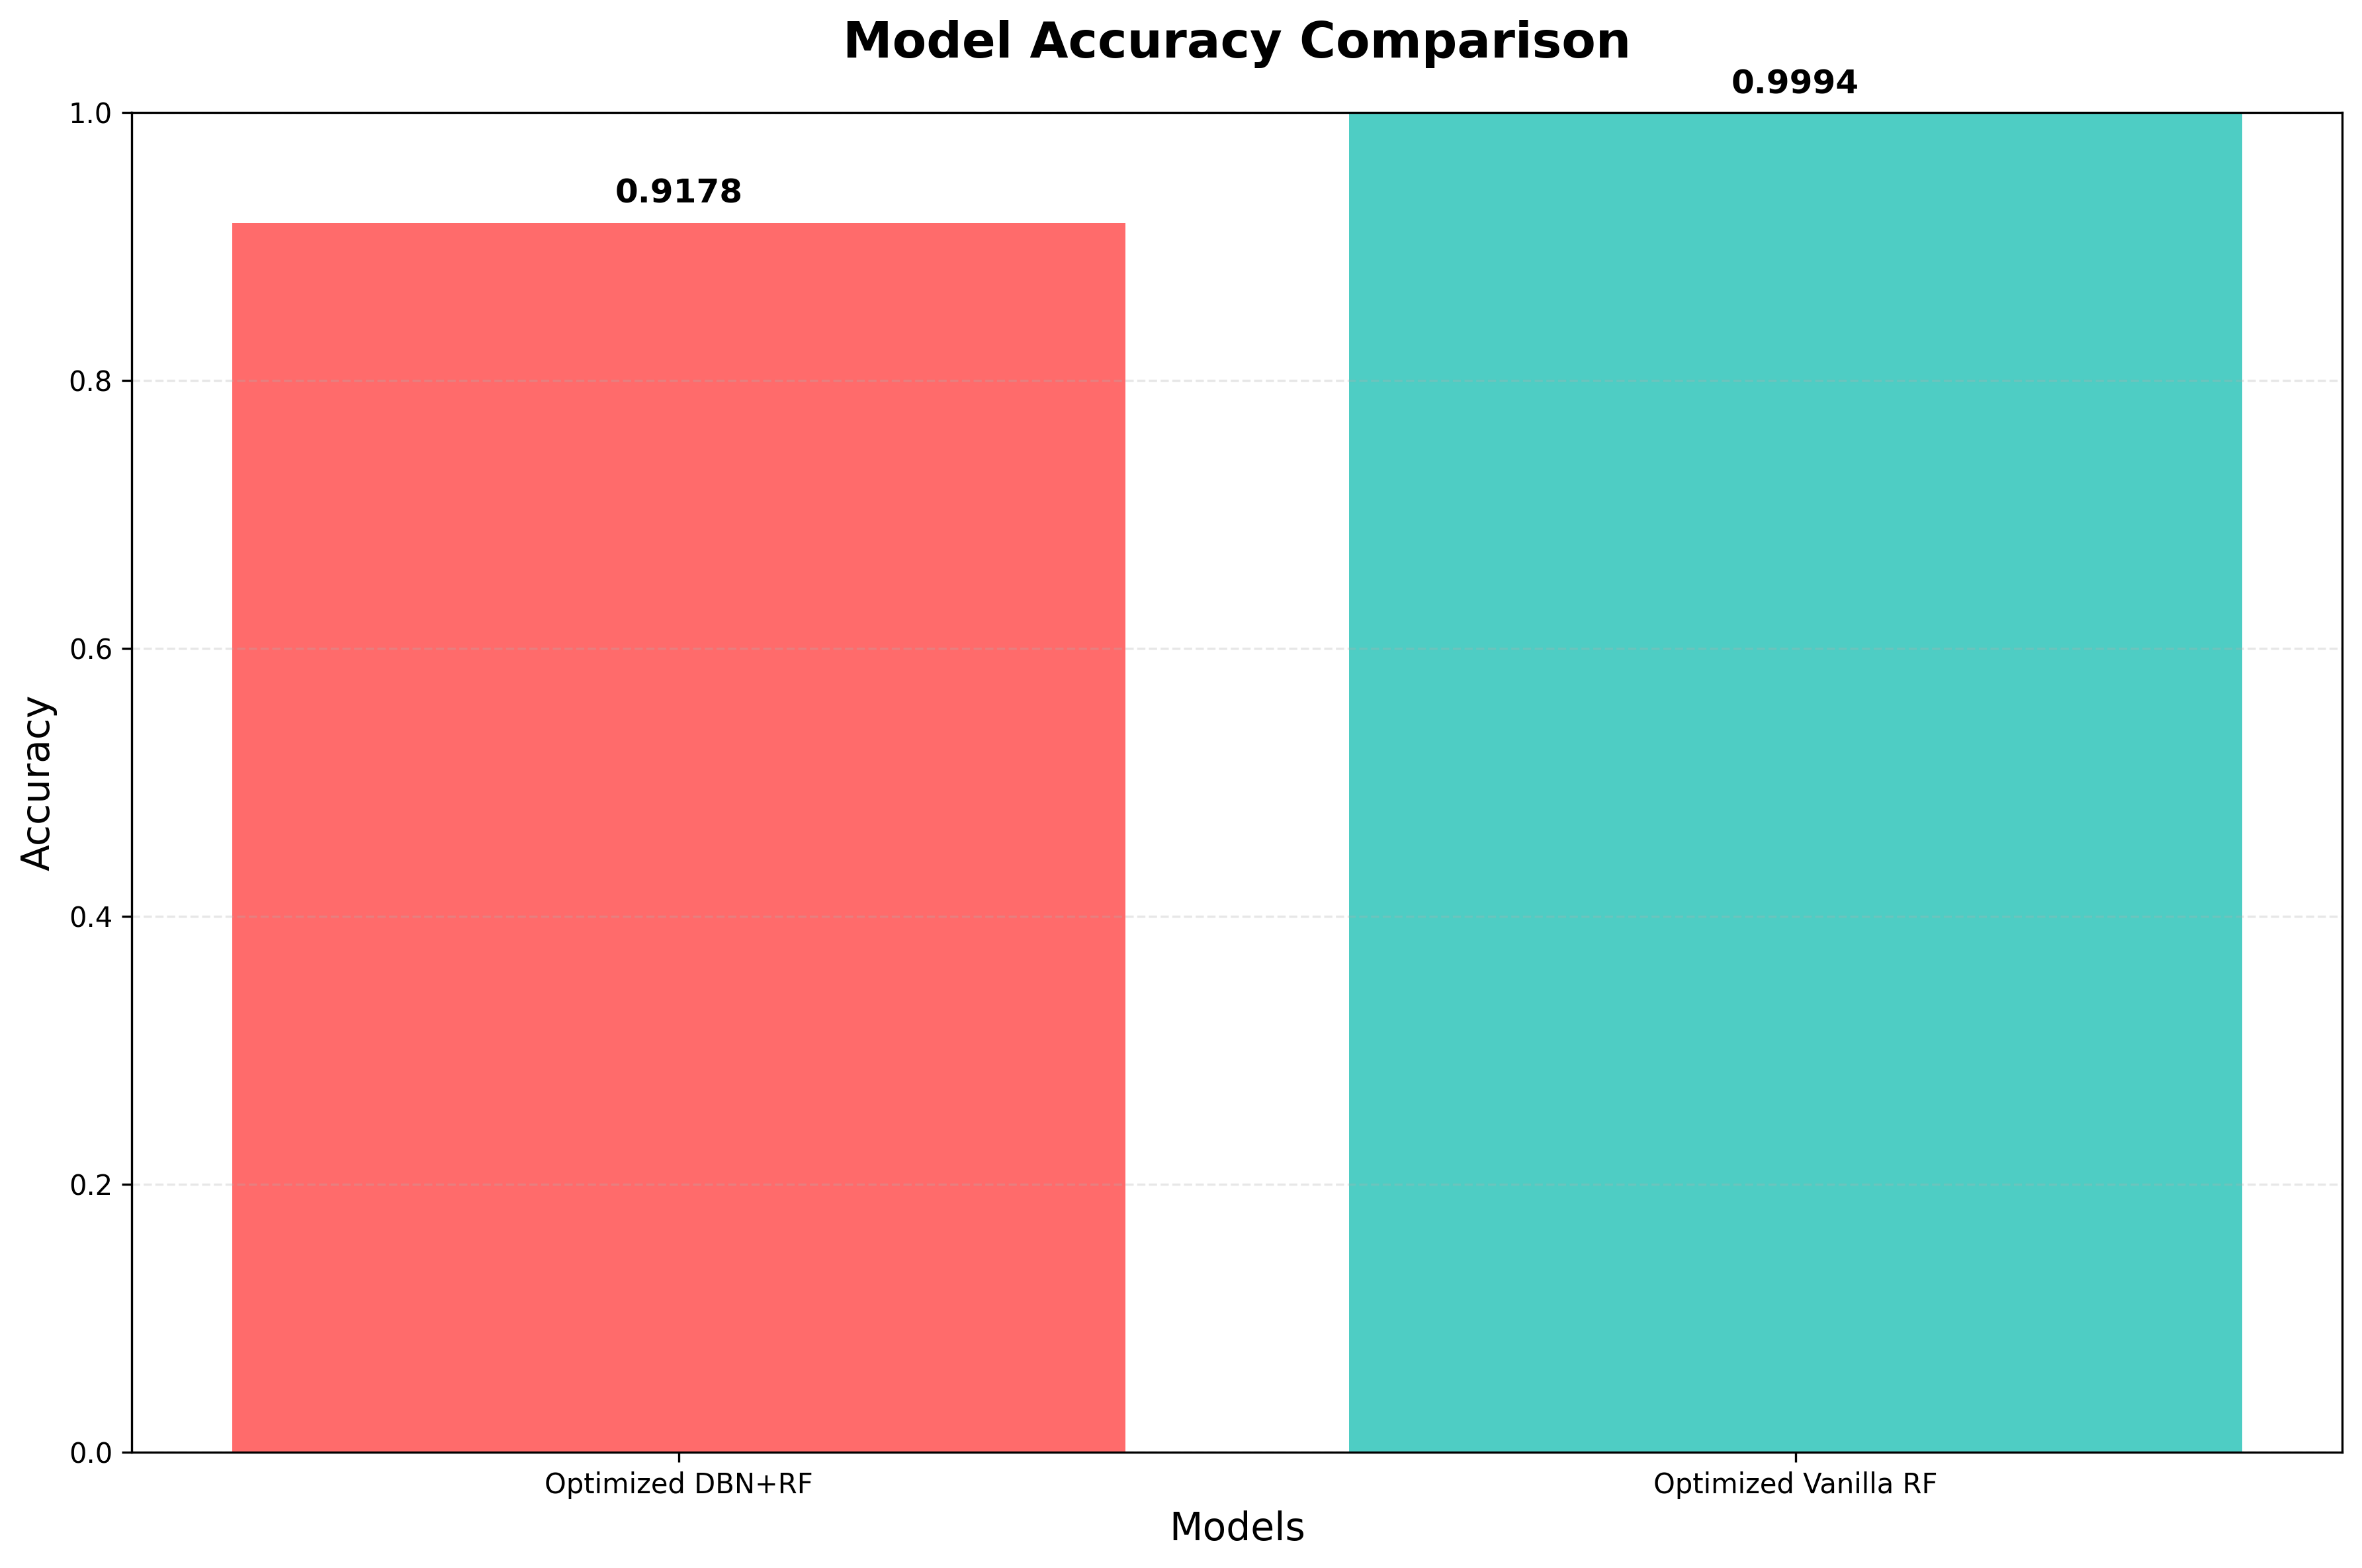 Model Accuracy Comparison
0.9994
1.0
0.9178
0.8
0.6
0.4
0.2
0.0
Accuracy
Optimized DBN+RF
Optimized Vanilla RF
Models